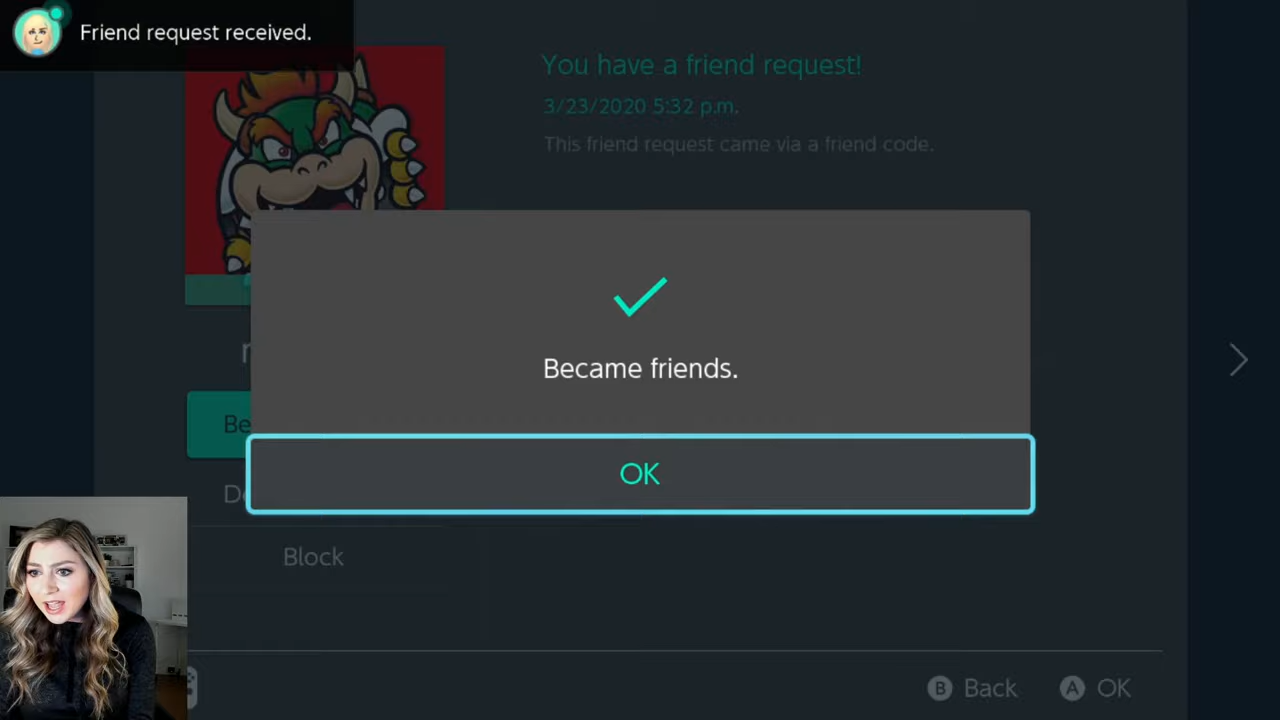 Friend request received.
You have a friend request!
3/23/2020 5:32 p.m.
This friend request came via a friend code.
Became friends.
OK
Block
B Back
A OK